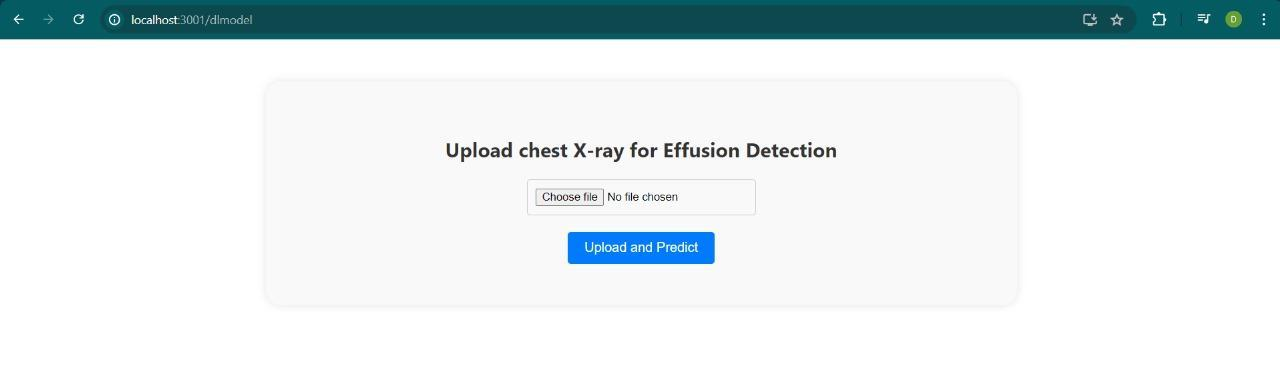 localhost:3001/dlmodel
D
Upload chest X-ray for Effusion Detection
Choose file No file chosen
Upload and Predict